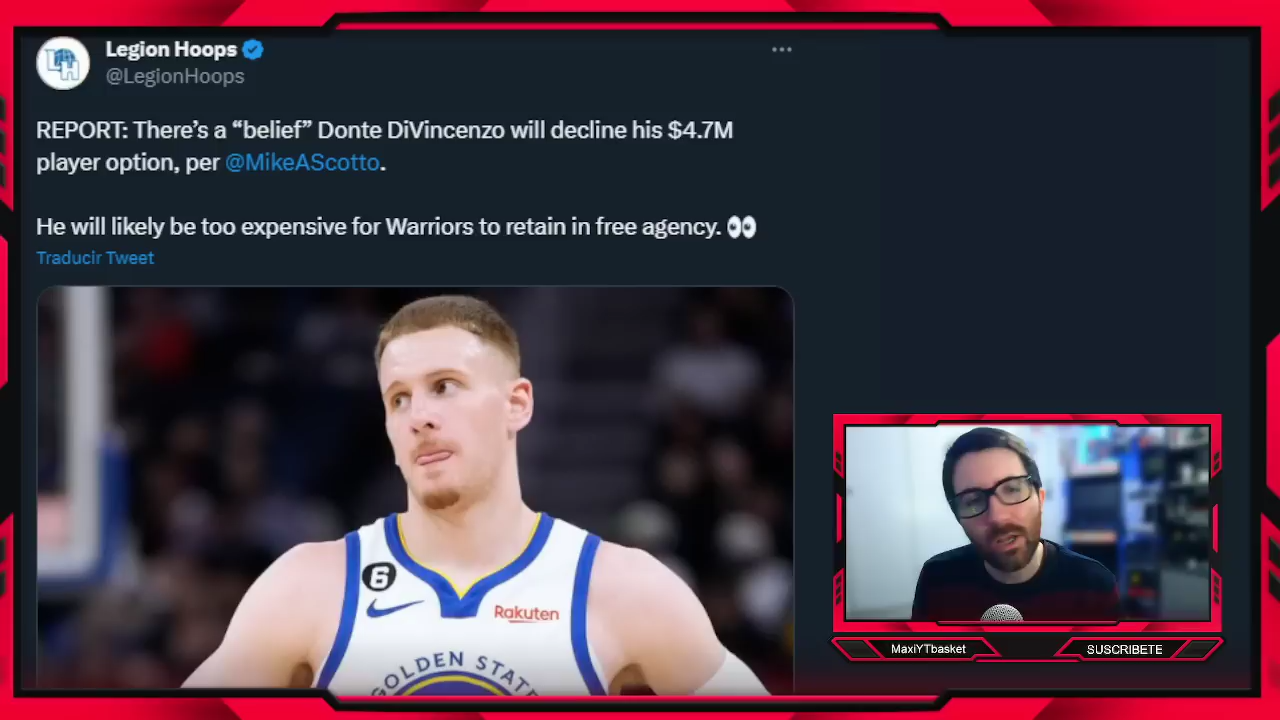 Legion Hoops
@LegionHoops
REPORT: There’s a “belief” Donte DiVincenzo will decline his $4.7M
player option, per @MikeAScotto.
He will likely be too expensive for Warriors to retain in free agency. 👀
Traducir Tweet
6
Rakuten
GOLDEN STATE
MaxiYTbasket
SUSCRIBETE